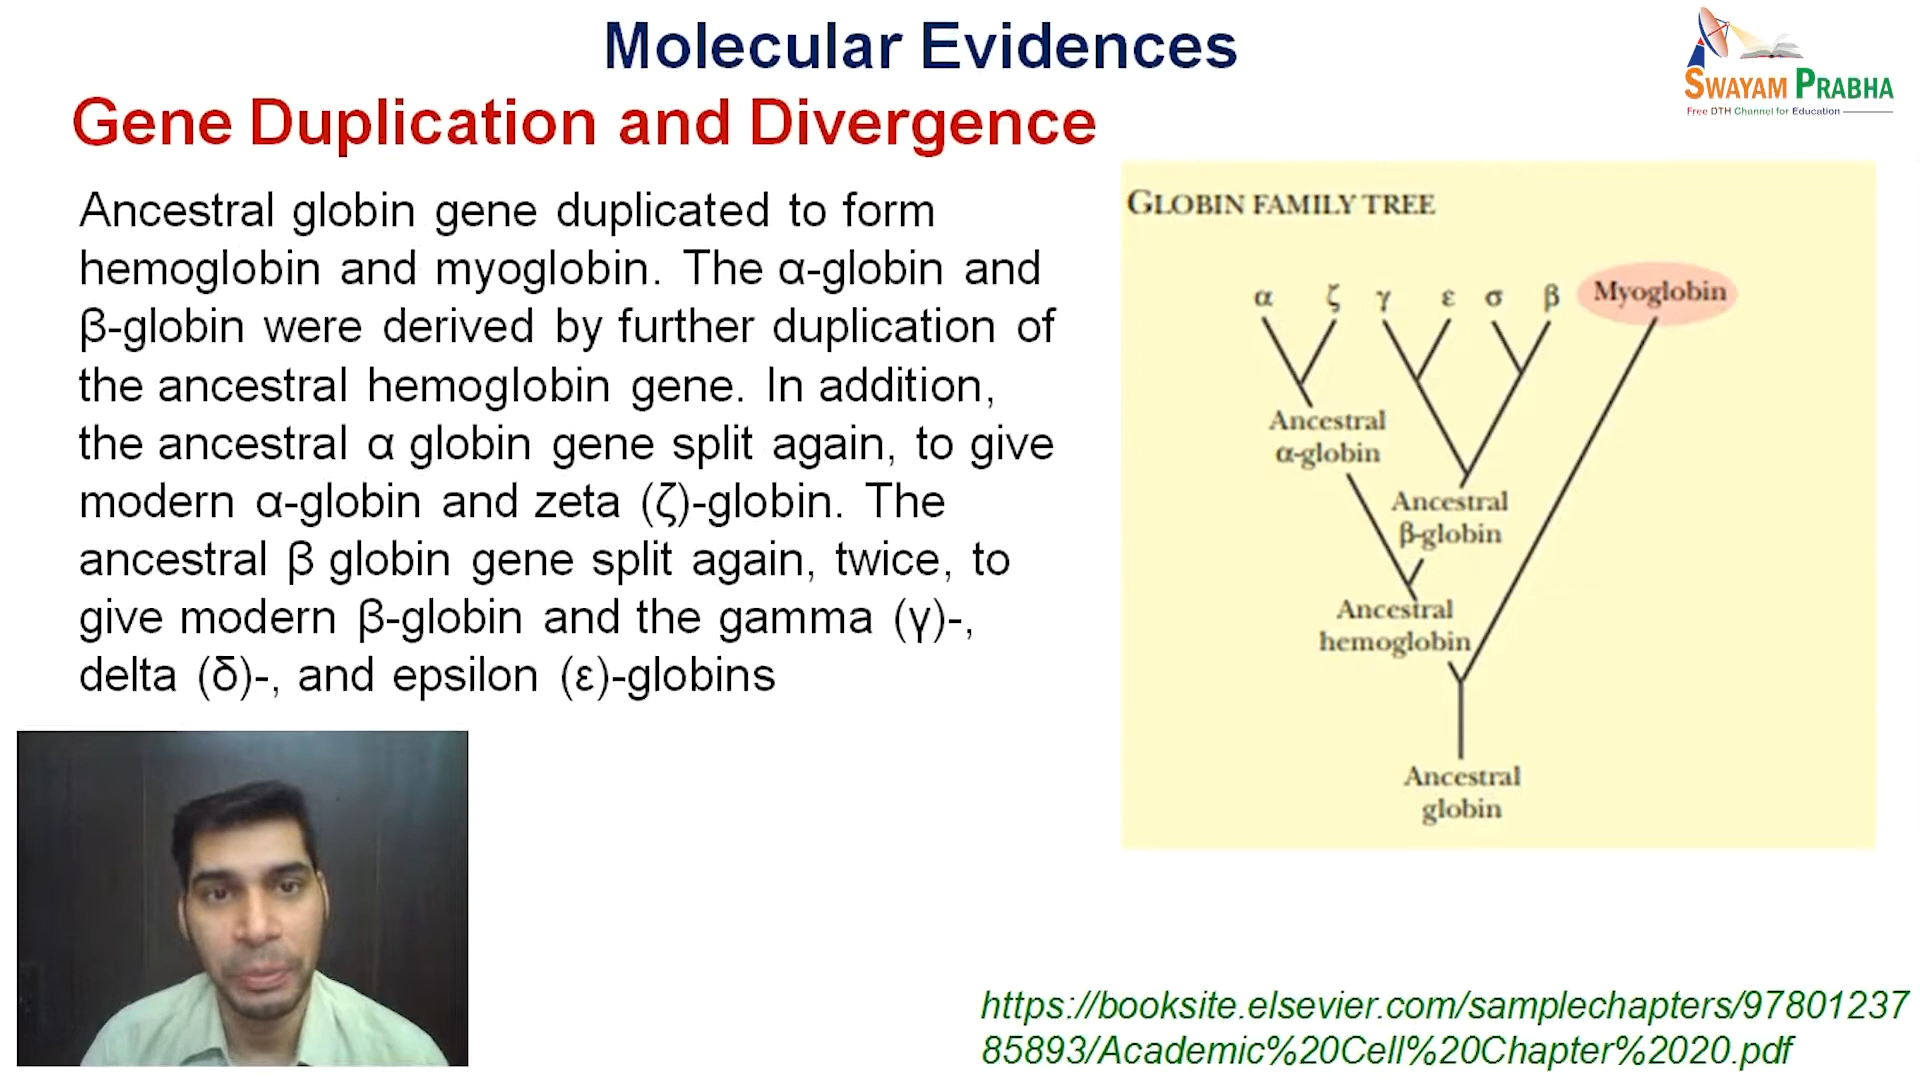 Molecular Evidences
SWAYAM PRABHA
Free DTH Channel for Education
Gene Duplication and Divergence
Ancestral globin gene duplicated to form
hemoglobin and myoglobin. The α-globin and
β-globin were derived by further duplication of
the ancestral hemoglobin gene. In addition,
the ancestral α globin gene split again, to give
modern α-globin and zeta (ζ)-globin. The
ancestral β globin gene split again, twice, to
give modern β-globin and the gamma (γ)-,
delta (δ)-, and epsilon (ε)-globins
GLOBIN FAMILY TREE
α ζ γ ε σ β Myoglobin
Ancestral
α-globin
Ancestral
β-globin
Ancestral
hemoglobin
Ancestral
globin
https://booksite.elsevier.com/samplechapters/97801237
85893/Academic%20Cell%20Chapter%2020.pdf